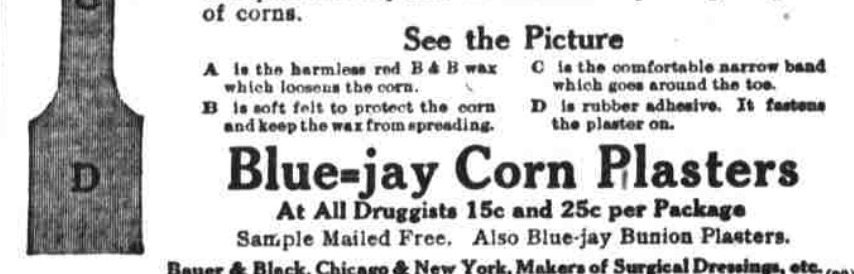 of corns.
See the Picture
A is the harmless red B & B wax
which loosens the corn.
B is soft felt to protect the corn
and keep the wax from spreading.
C is the comfortable narrow band
which goes around the toe.
D is rubber adhesive. It fastens
the plaster on.
D
Blue=jay Corn Plasters
At All Druggists 15c and 25c per Package
Sample Mailed Free. Also Blue-jay Bunion Plasters.
Bauer & Black, Chicago & New York, Makers of Surgical Dressings, etc.